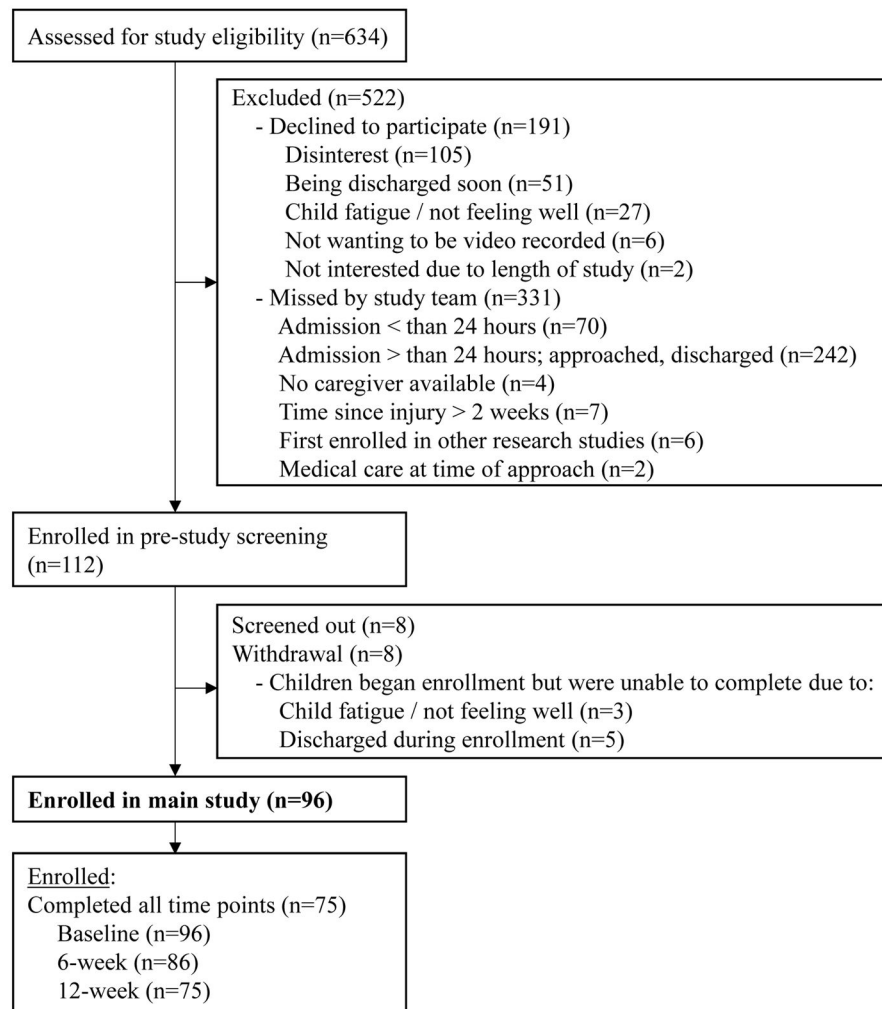 Assessed for study eligibility (n=634)
Excluded (n=522)
- Declined to participate (n=191)
Disinterest (n=105)
Being discharged soon (n=51)
Child fatigue / not feeling well (n=27)
Not wanting to be video recorded (n=6)
Not interested due to length of study (n=2)
- Missed by study team (n=331)
Admission < than 24 hours (n=70)
Admission > than 24 hours; approached, discharged (n=242)
No caregiver available (n=4)
Time since injury > 2 weeks (n=7)
First enrolled in other research studies (n=6)
Medical care at time of approach (n=2)
Enrolled in pre-study screening
(n=112)
Screened out (n=8)
Withdrawal (n=8)
- Children began enrollment but were unable to complete due to:
Child fatigue / not feeling well (n=3)
Discharged during enrollment (n=5)
Enrolled in main study (n=96)
Enrolled:
Completed all time points (n=75)
Baseline (n=96)
6-week (n=86)
12-week (n=75)